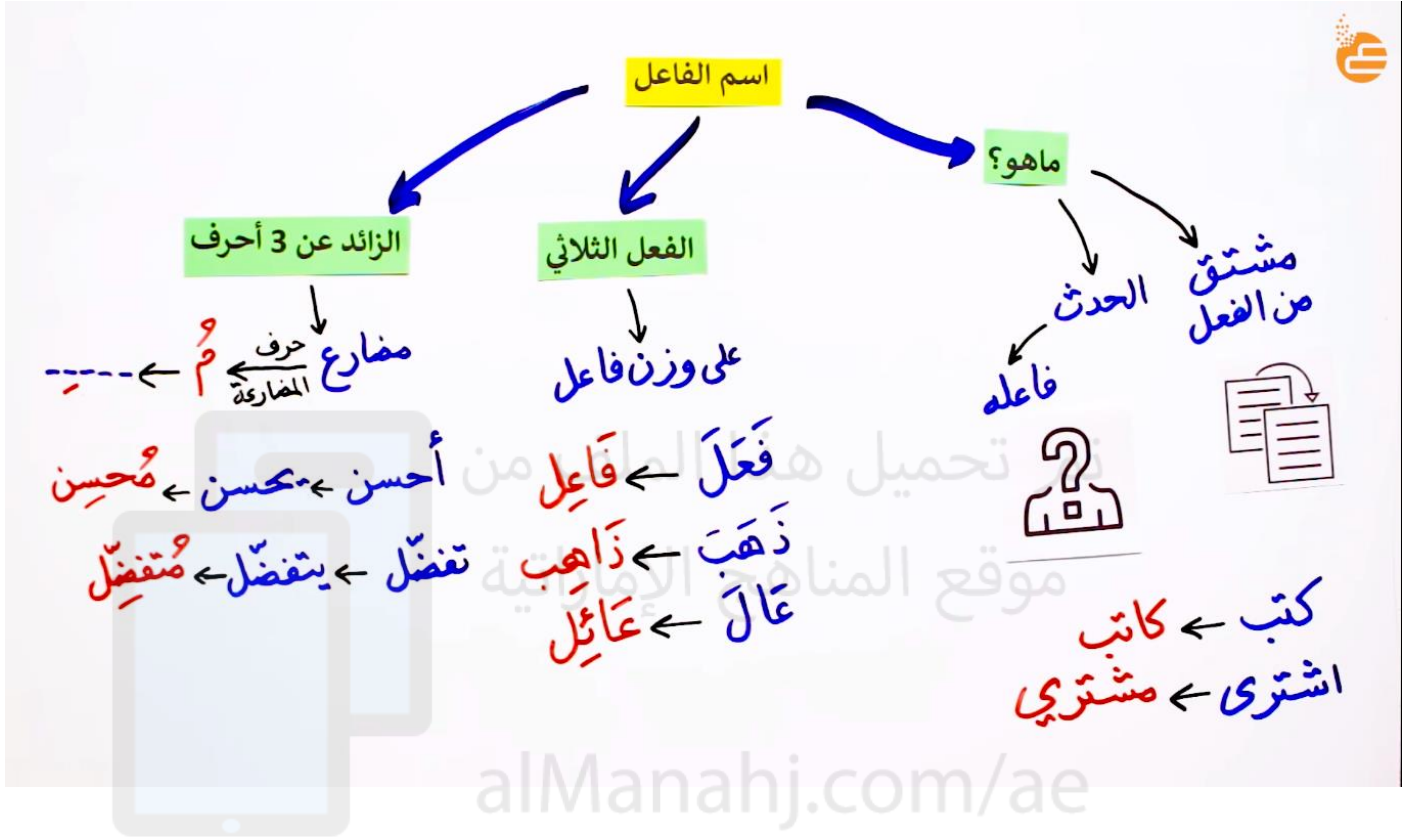 اسم الفاعل
ماهو؟
مشتق
من الفعل
الحدث
فاعله
كتب ← كاتب
اشترى ← مشتري
الفعل الثلاثي
على وزن فاعل
فَعَلَ ← فَاعِل
ذَهَبَ ← ذَاهِب
عَالَ ← عَائِل
الزائد عن 3 أحرف
مضارع ← حرف المضارعة مُ ← -----ِ
أحسن ← يحسن ← مُحسِن
تفضّل ← يتفضّل ← مُتفضِّل
تم تحميل هذا الملف من
موقع المناهج الإماراتية
alManahj.com/ae